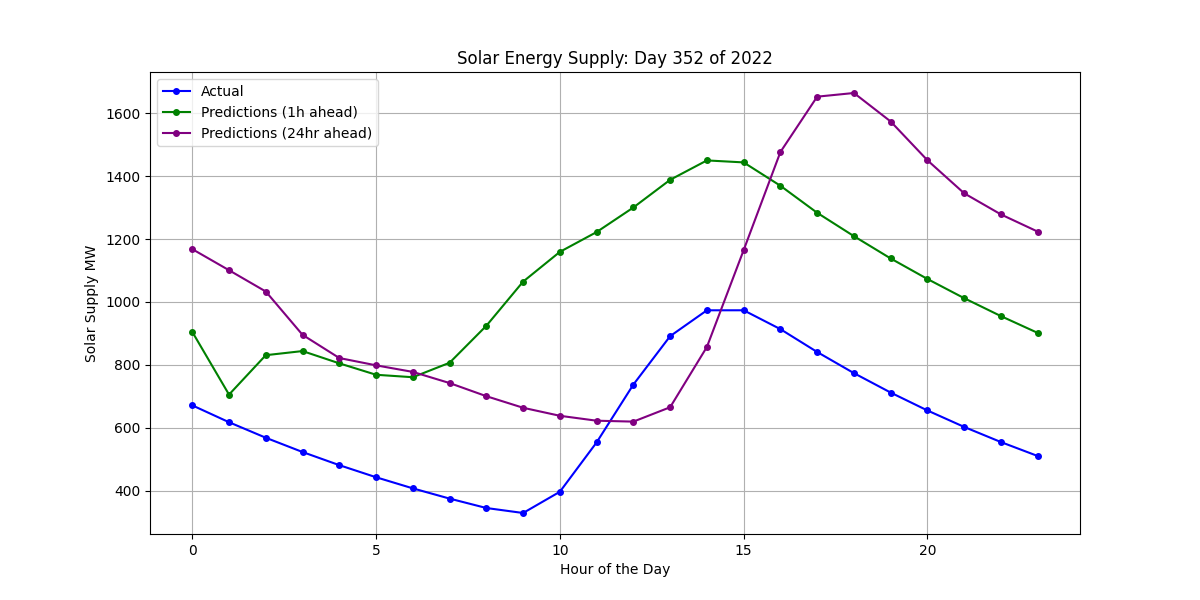 Solar Energy Supply: Day 352 of 2022
Actual
Predictions (1h ahead)
Predictions (24hr ahead)
Solar Supply MW
1600
1400
1200
1000
800
600
400
0 5 10 15 20
Hour of the Day